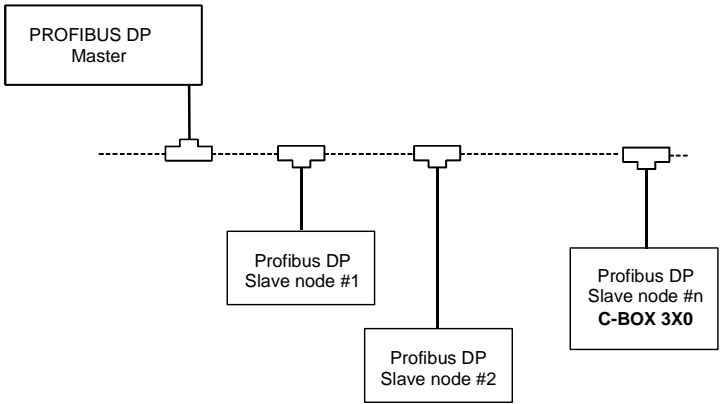 PROFIBUS DP
Master
Profibus DP
Slave node #1
Profibus DP
Slave node #2
Profibus DP
Slave node #n
C-BOX 3X0